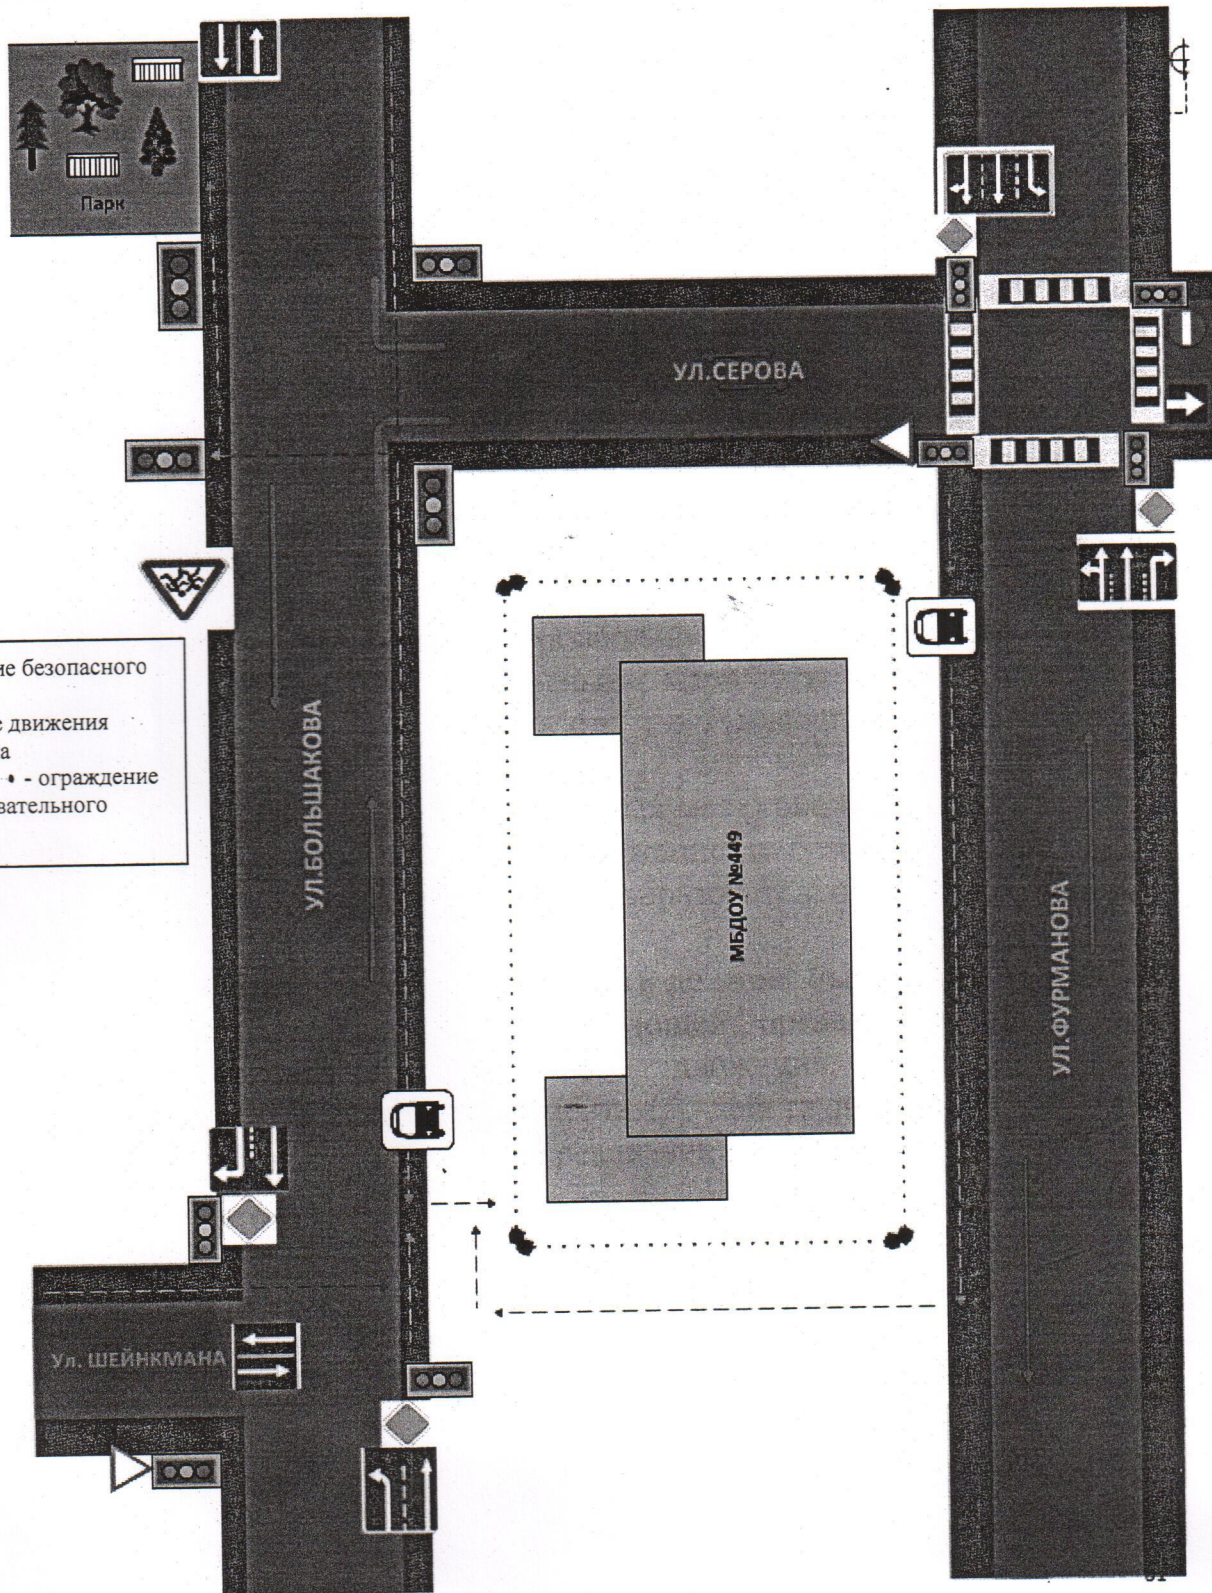 Парк
УЛ.СЕРОВА
ие безопасного
е движения
а
• - ограждение
вательного
УЛ.БОЛЬШАКОВА
МБДОУ №449
УЛ.ФУРМАНОВА
Ул. ШЕЙНКМАНА